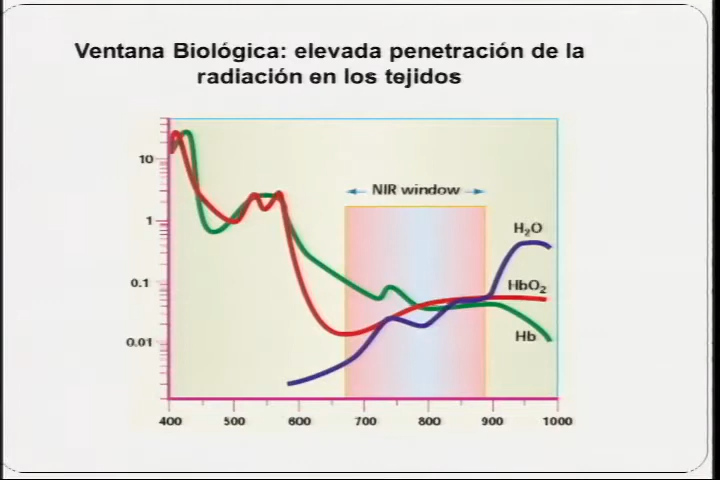 Ventana Biológica: elevada penetración de la
radiación en los tejidos
10
1
0.1
0.01
NIR window
H₂O
HbO₂
Hb
400 500 600 700 800 900 1000